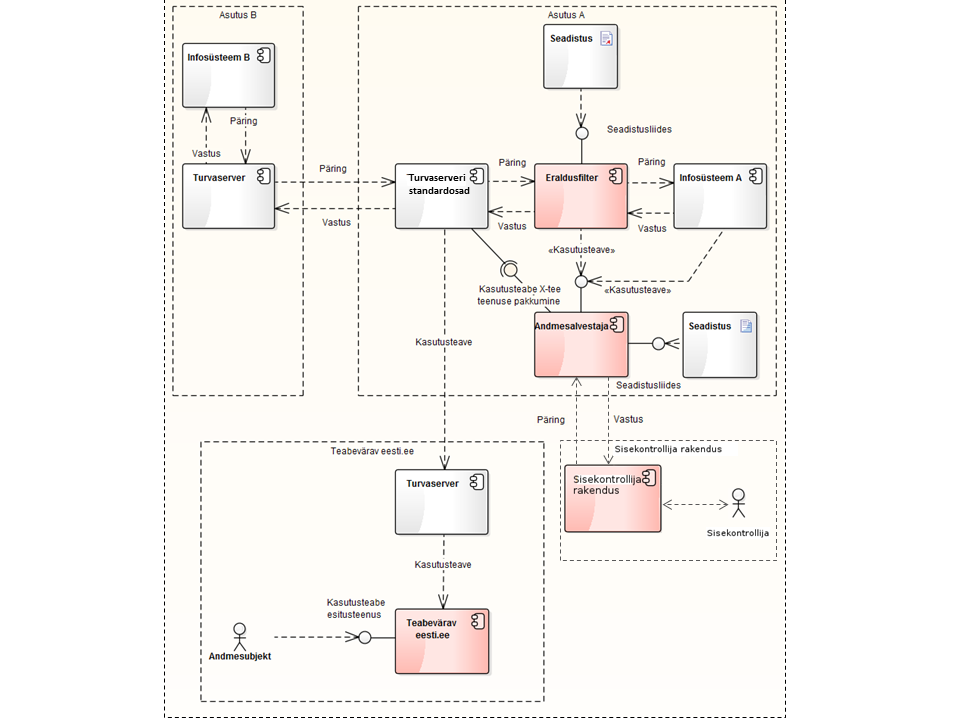 Asutus B
Asutus A
Seadistus
Infosüsteem B
Päring
Vastus
Seadistusliides
Turvaserver
Päring
Vastus
Turvaserveri
standardosad
Päring
Vastus
Eraldusfilter
Päring
Vastus
Infosüsteem A
«Kasutusteave»
«Kasutusteave»
Kasutusteabe X-tee
teenuse pakkumine
Andmesalvestaja
Seadistus
Seadistusliides
Kasutusteave
Päring
Vastus
Teabevärav eesti.ee
Sisekontrollija rakendus
Sisekontrollija
rakendus
Sisekontrollija
Turvaserver
Kasutusteave
Kasutusteabe
esitusteenus
Teabevärav
eesti.ee
Andmesubjekt